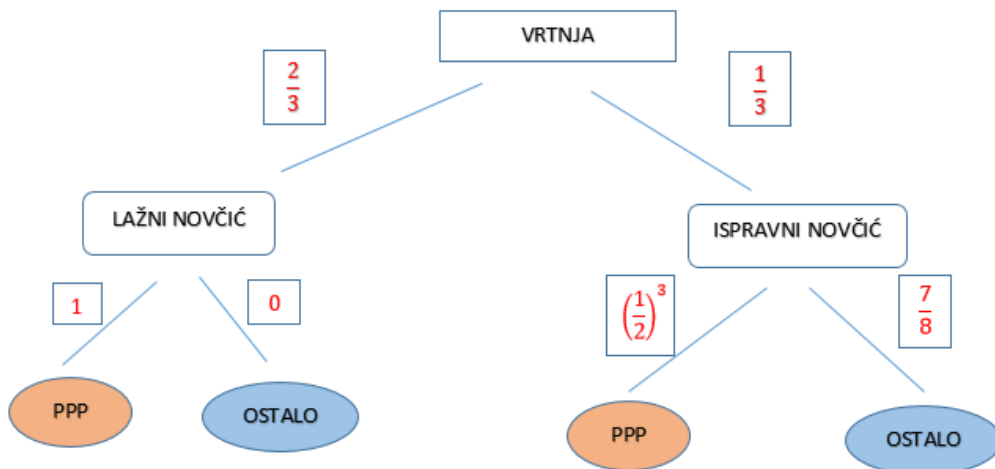 VRTNJA
2/3
1/3
LAŽNI NOVČIĆ
ISPRAVNI NOVČIĆ
1
0
(1/2)³
7/8
PPP
OSTALO
PPP
OSTALO